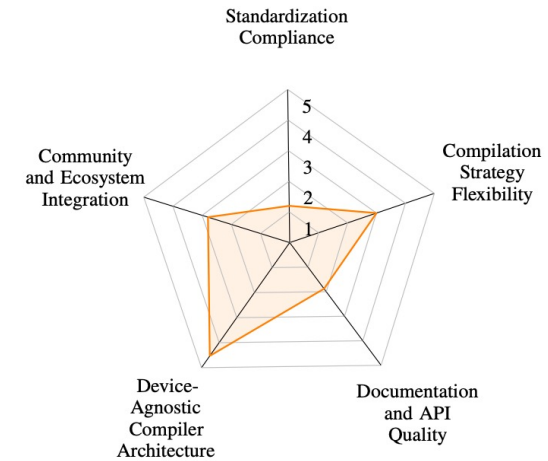 Standardization
Compliance
5
4
3
2
1
Compilation
Strategy
Flexibility
Community
and Ecosystem
Integration
Device-
Agnostic
Compiler
Architecture
Documentation
and API
Quality